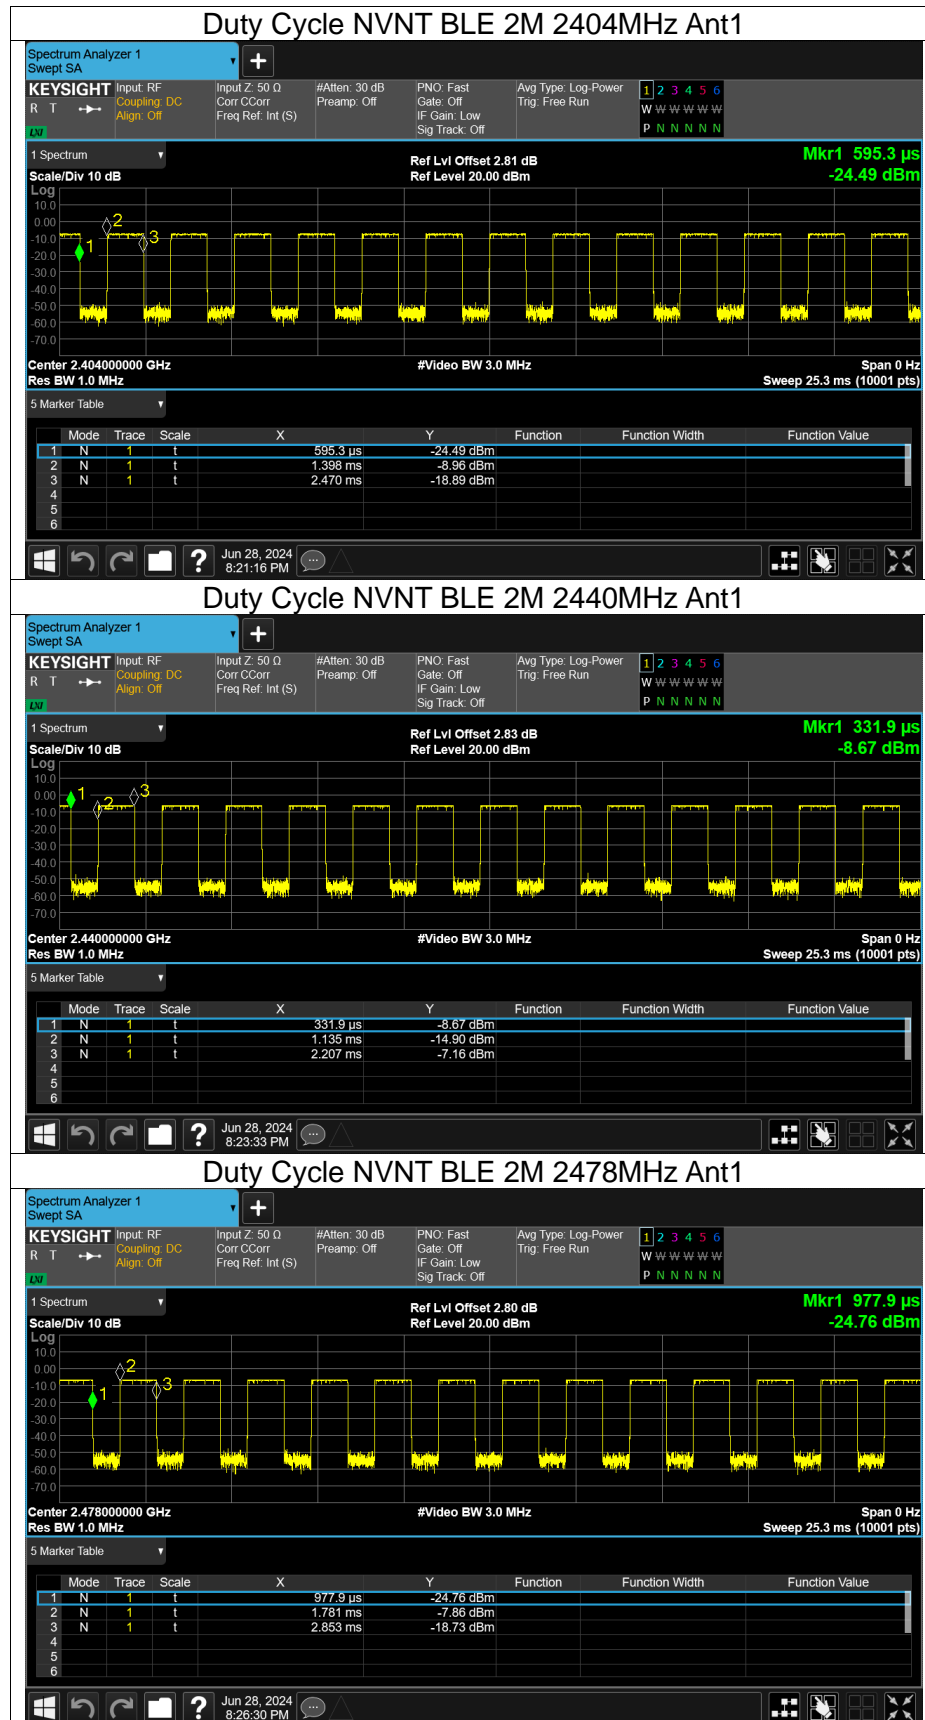 Duty Cycle NVNT BLE 2M 2404MHz Ant1
Spectrum Analyzer 1
Swept SA
+
KEYSIGHT Input: RF Input Z: 50 Ω #Atten: 30 dB PNO: Fast Avg Type: Log-Power 1 2 3 4 5 6
R T Coupling: DC Corr CCorr Preamp: Off Gate: Off Trig: Free Run W W W W W W
Align: Off Freq Ref: Int (S) IF Gain: Low
LXI Sig Track: Off P N N N N N
1 Spectrum Ref Lvl Offset 2.81 dB Mkr1 595.3 µs
Scale/Div 10 dB Ref Level 20.00 dBm -24.49 dBm
Log
10.0
0.00
-10.0
-20.0
-30.0
-40.0
-50.0
-60.0
-70.0
1 2 3
Center 2.404000000 GHz #Video BW 3.0 MHz Span 0 Hz
Res BW 1.0 MHz Sweep 25.3 ms (10001 pts)
5 Marker Table
Mode Trace Scale X Y Function Function Width Function Value
1 N 1 t 595.3 µs -24.49 dBm
2 N 1 t 1.398 ms -8.96 dBm
3 N 1 t 2.470 ms -18.89 dBm
4
5
6
? Jun 28, 2024
8:21:16 PM
Duty Cycle NVNT BLE 2M 2440MHz Ant1
Spectrum Analyzer 1
Swept SA
+
KEYSIGHT Input: RF Input Z: 50 Ω #Atten: 30 dB PNO: Fast Avg Type: Log-Power 1 2 3 4 5 6
R T Coupling: DC Corr CCorr Preamp: Off Gate: Off Trig: Free Run W W W W W W
Align: Off Freq Ref: Int (S) IF Gain: Low
LXI Sig Track: Off P N N N N N
1 Spectrum Ref Lvl Offset 2.83 dB Mkr1 331.9 µs
Scale/Div 10 dB Ref Level 20.00 dBm -8.67 dBm
Log
10.0
0.00
-10.0
-20.0
-30.0
-40.0
-50.0
-60.0
-70.0
1 2 3
Center 2.440000000 GHz #Video BW 3.0 MHz Span 0 Hz
Res BW 1.0 MHz Sweep 25.3 ms (10001 pts)
5 Marker Table
Mode Trace Scale X Y Function Function Width Function Value
1 N 1 t 331.9 µs -8.67 dBm
2 N 1 t 1.135 ms -14.90 dBm
3 N 1 t 2.207 ms -7.16 dBm
4
5
6
? Jun 28, 2024
8:23:33 PM
Duty Cycle NVNT BLE 2M 2478MHz Ant1
Spectrum Analyzer 1
Swept SA
+
KEYSIGHT Input: RF Input Z: 50 Ω #Atten: 30 dB PNO: Fast Avg Type: Log-Power 1 2 3 4 5 6
R T Coupling: DC Corr CCorr Preamp: Off Gate: Off Trig: Free Run W W W W W W
Align: Off Freq Ref: Int (S) IF Gain: Low
LXI Sig Track: Off P N N N N N
1 Spectrum Ref Lvl Offset 2.80 dB Mkr1 977.9 µs
Scale/Div 10 dB Ref Level 20.00 dBm -24.76 dBm
Log
10.0
0.00
-10.0
-20.0
-30.0
-40.0
-50.0
-60.0
-70.0
1 2 3
Center 2.478000000 GHz #Video BW 3.0 MHz Span 0 Hz
Res BW 1.0 MHz Sweep 25.3 ms (10001 pts)
5 Marker Table
Mode Trace Scale X Y Function Function Width Function Value
1 N 1 t 977.9 µs -24.76 dBm
2 N 1 t 1.781 ms -7.86 dBm
3 N 1 t 2.853 ms -18.73 dBm
4
5
6
? Jun 28, 2024
8:26:30 PM